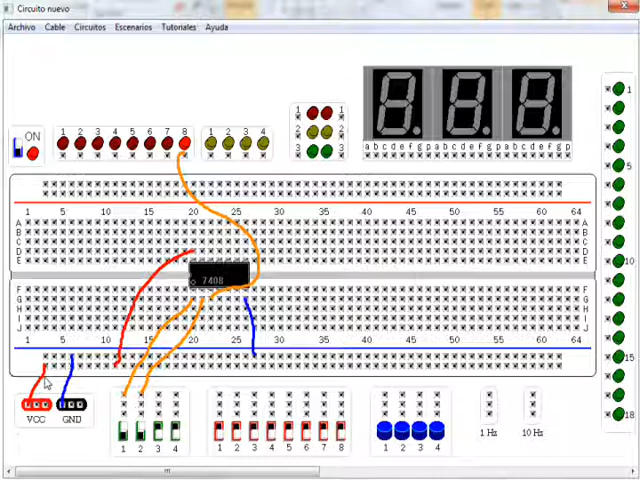 Circuito nuevo
Archivo Cable Circuitos Escenarios Tutoriales Ayuda
ON
1 2 3 4 5 6 7 8
1 2 3 4
1 1
2 2
3 3
8. 8. 8.
a b c d e f g p a b c d e f g p a b c d e f g p
1
5
10
15
18
1 5 10 15 20 25 30 35 40 45 50 55 60 64
A
B
C
D
E
7408
F
G
H
I
J
1 5 10 15 20 25 30 35 40 45 50 55 60 64
VCC GND
1 2 3 4
1 2 3 4 5 6 7 8
1 2 3 4
1 Hz 10 Hz